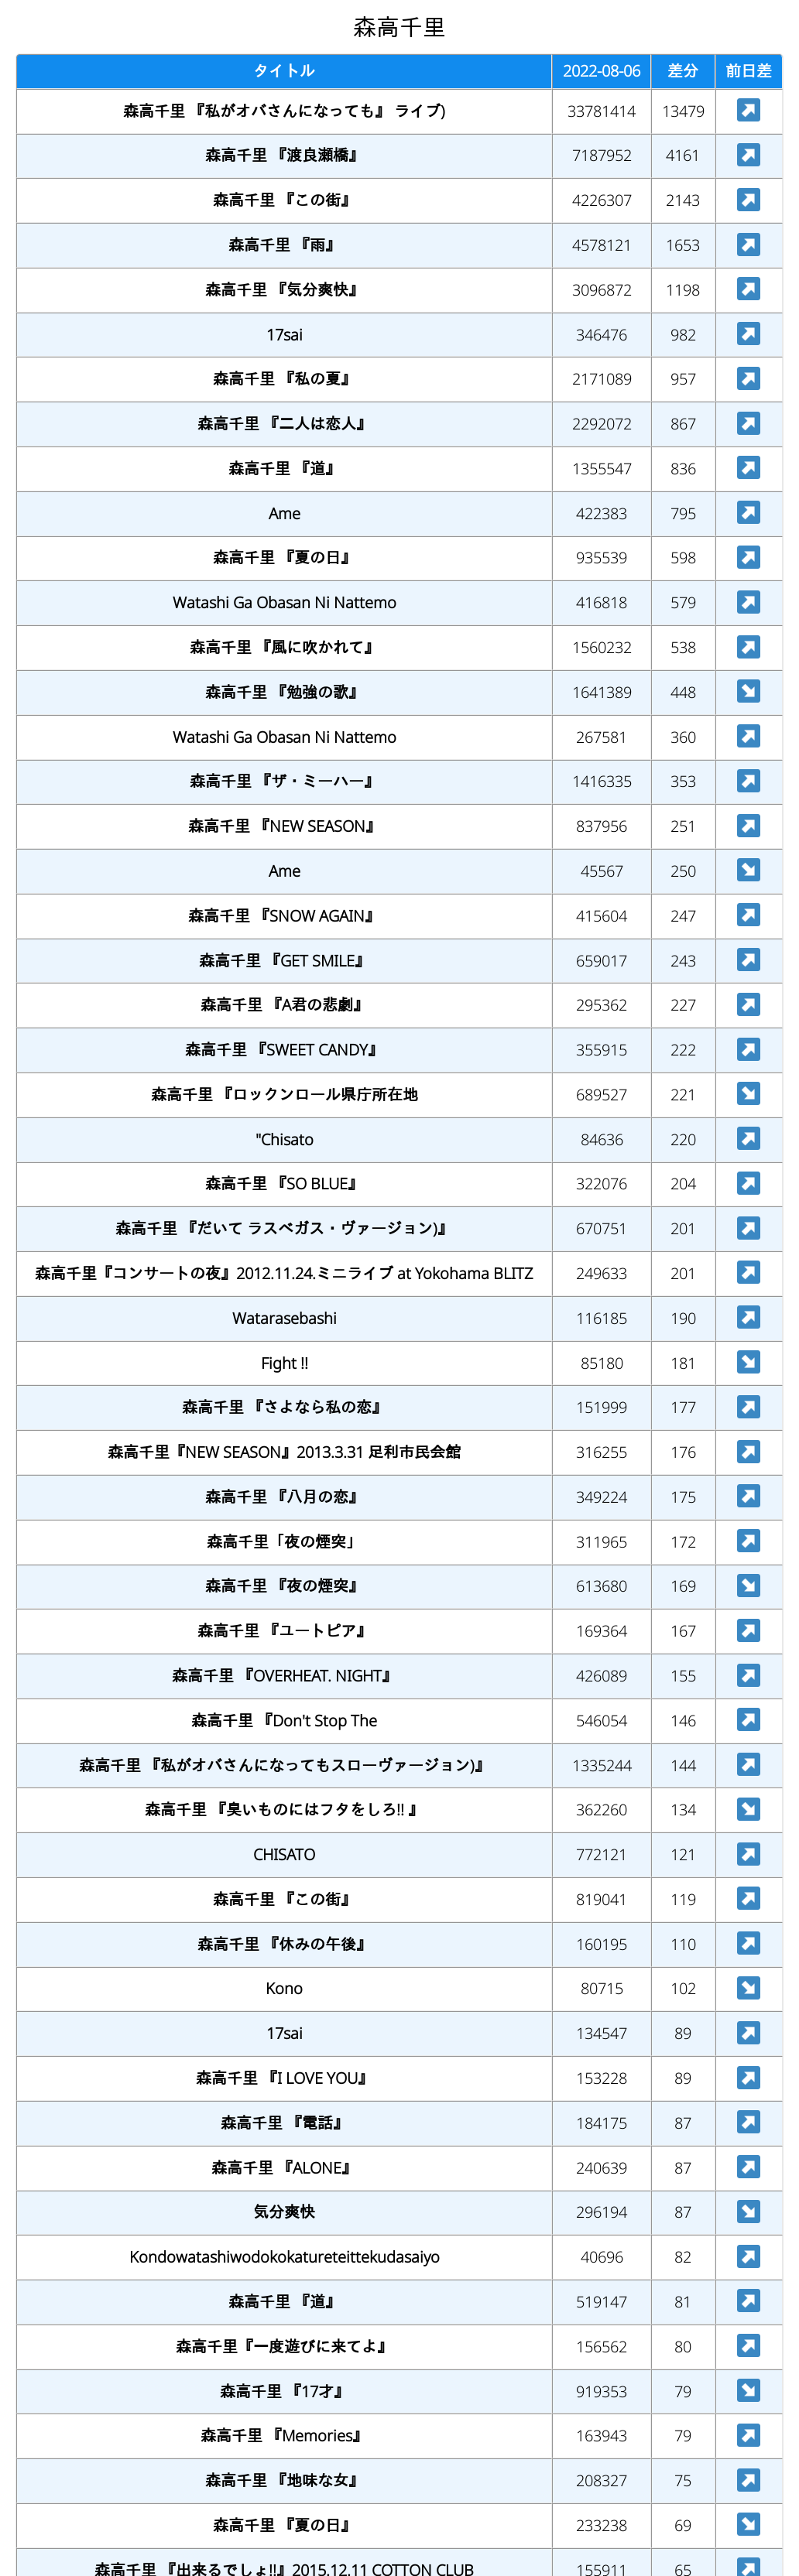 森高千里
タイトル 2022-08-06 差分 前日差
森高千里 『私がオバさんになっても』 ライブ) 33781414 13479
森高千里 『渡良瀬橋』 7187952 4161
森高千里 『この街』 4226307 2143
森高千里 『雨』 4578121 1653
森高千里 『気分爽快』 3096872 1198
17sai 346476 982
森高千里 『私の夏』 2171089 957
森高千里 『二人は恋人』 2292072 867
森高千里 『道』 1355547 836
Ame 422383 795
森高千里 『夏の日』 935539 598
Watashi Ga Obasan Ni Nattemo 416818 579
森高千里 『風に吹かれて』 1560232 538
森高千里 『勉強の歌』 1641389 448
Watashi Ga Obasan Ni Nattemo 267581 360
森高千里 『ザ・ミーハー』 1416335 353
森高千里 『NEW SEASON』 837956 251
Ame 45567 250
森高千里 『SNOW AGAIN』 415604 247
森高千里 『GET SMILE』 659017 243
森高千里 『A君の悲劇』 295362 227
森高千里 『SWEET CANDY』 355915 222
森高千里 『ロックンロール県庁所在地 689527 221
"Chisato 84636 220
森高千里 『SO BLUE』 322076 204
森高千里 『だいて ラスベガス・ヴァージョン)』 670751 201
森高千里『コンサートの夜』2012.11.24.ミニライブ at Yokohama BLITZ 249633 201
Watarasebashi 116185 190
Fight !! 85180 181
森高千里 『さよなら私の恋』 151999 177
森高千里『NEW SEASON』2013.3.31 足利市民会館 316255 176
森高千里 『八月の恋』 349224 175
森高千里「夜の煙突」 311965 172
森高千里 『夜の煙突』 613680 169
森高千里 『ユートピア』 169364 167
森高千里 『OVERHEAT. NIGHT』 426089 155
森高千里 『Don't Stop The 546054 146
森高千里 『私がオバさんになってもスローヴァージョン)』 1335244 144
森高千里 『臭いものにはフタをしろ!! 』 362260 134
CHISATO 772121 121
森高千里 『この街』 819041 119
森高千里 『休みの午後』 160195 110
Kono 80715 102
17sai 134547 89
森高千里 『I LOVE YOU』 153228 89
森高千里 『電話』 184175 87
森高千里 『ALONE』 240639 87
気分爽快 296194 87
Kondowatashiwodokokatureteittekudasaiyo 40696 82
森高千里 『道』 519147 81
森高千里『一度遊びに来てよ』 156562 80
森高千里 『17才』 919353 79
森高千里 『Memories』 163943 79
森高千里 『地味な女』 208327 75
森高千里 『夏の日』 233238 69
森高千里 『出来るでしょ!!』2015.12.11 COTTON CLUB 155911 65